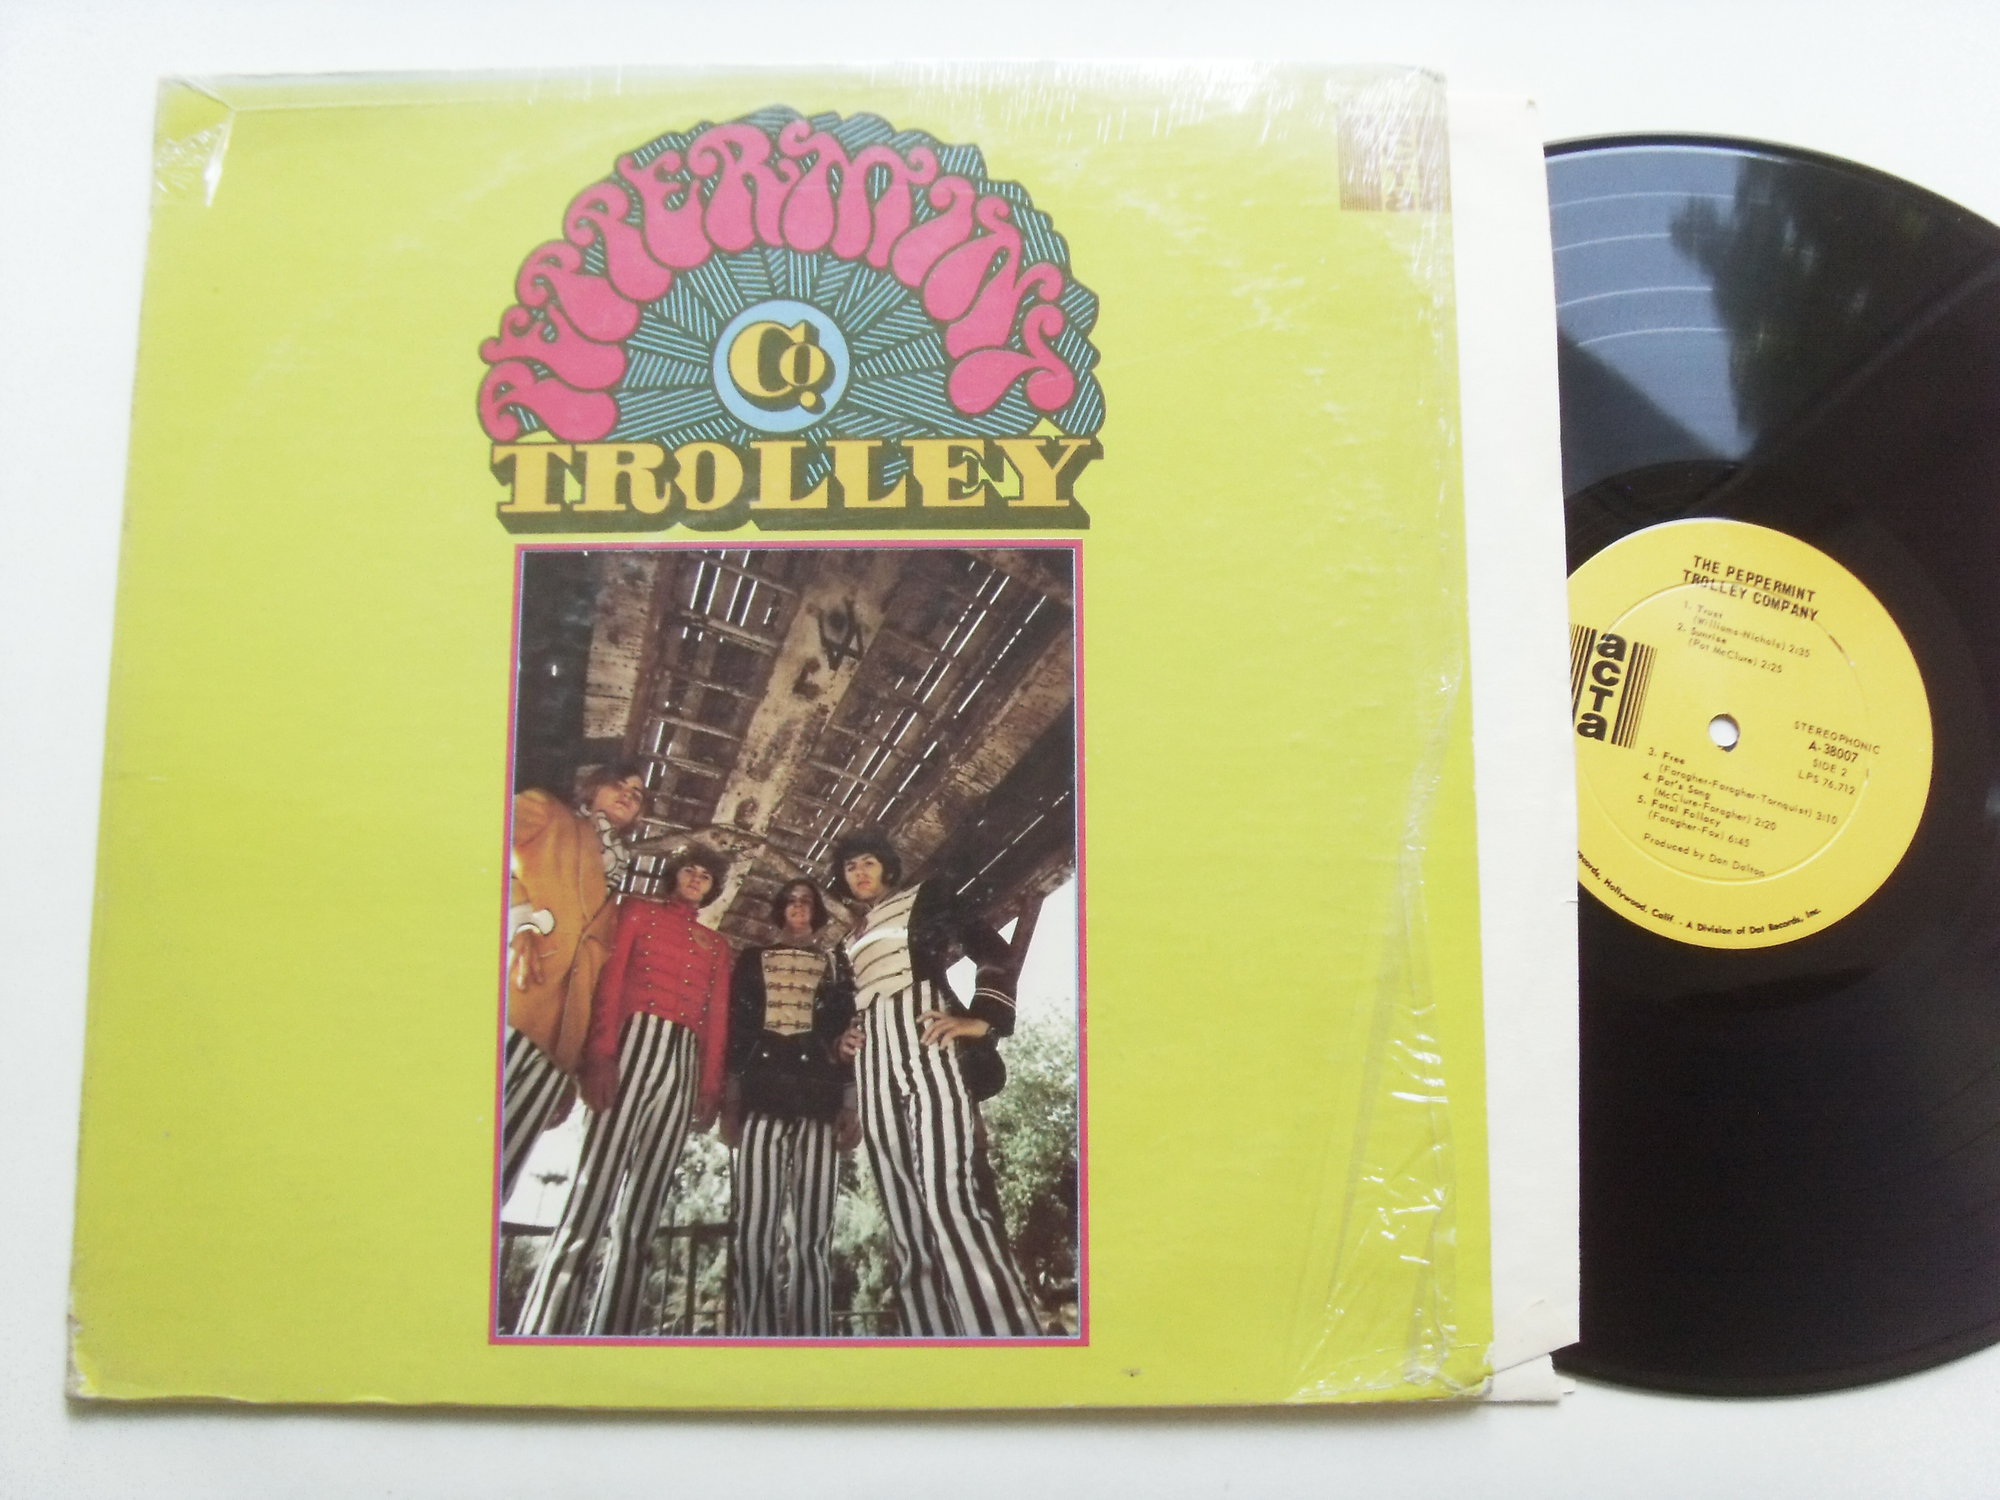 PEPPERMINT
Co.
TROLLEY
THE PEPPERMINT
TROLLEY COMPANY
1. Trust
(Williams-Nichols) 2:35
2. Sunrise
(Pat McClure) 2:25
acta
STEREOPHONIC
A-38007
SIDE 2
LPS 76,712
3. Free
(Faragher-Faragher-Tornquist) 3:10
4. Pat's Song
(McClure-Faragher) 2:20
5. Fatal Fallacy
(Faragher-Fox) 6:45
Produced by Dan Dalton
Records, Hollywood, Calif. - A Division of Dot Records, Inc.